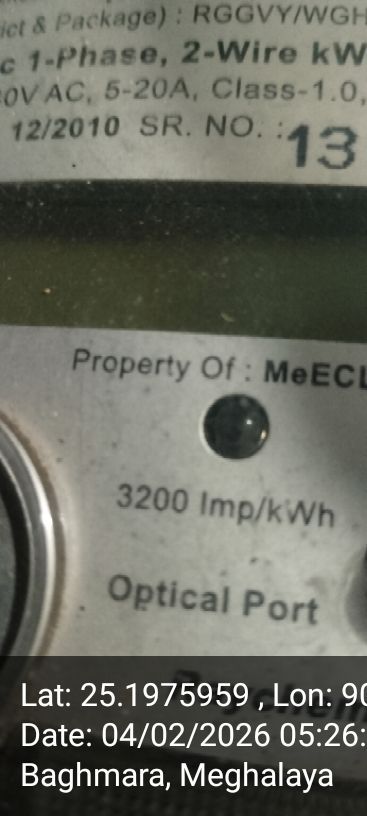 ict & Package) : RGGVY/WGH
c 1-Phase, 2-Wire kW
0V AC, 5-20A, Class-1.0,
12/2010 SR. NO. : 13
Property Of : MeECL
3200 Imp/kWh
Optical Port
Lat: 25.1975959 , Lon: 90
Date: 04/02/2026 05:26:
Baghmara, Meghalaya